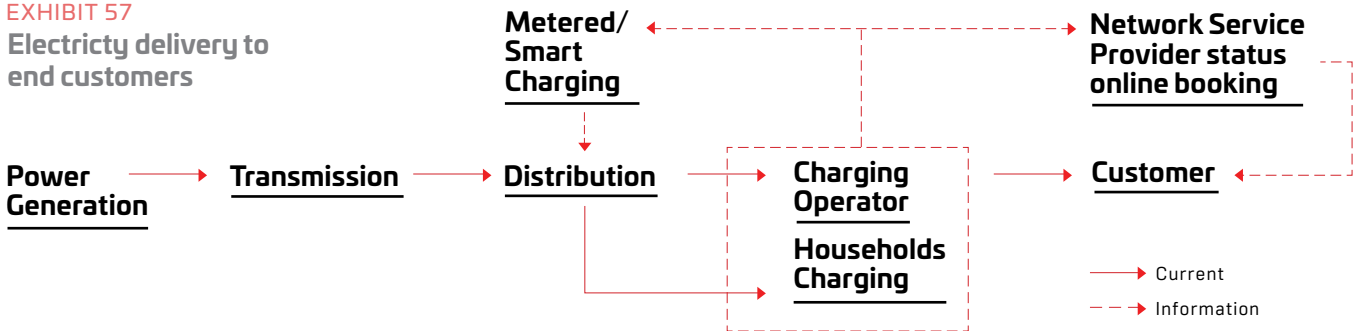 EXHIBIT 57
Electricty delivery to
end customers
Metered/
Smart
Charging
Network Service
Provider status
online booking
Power
Generation
Transmission
Distribution
Charging
Operator
Households
Charging
Customer
Current
Information